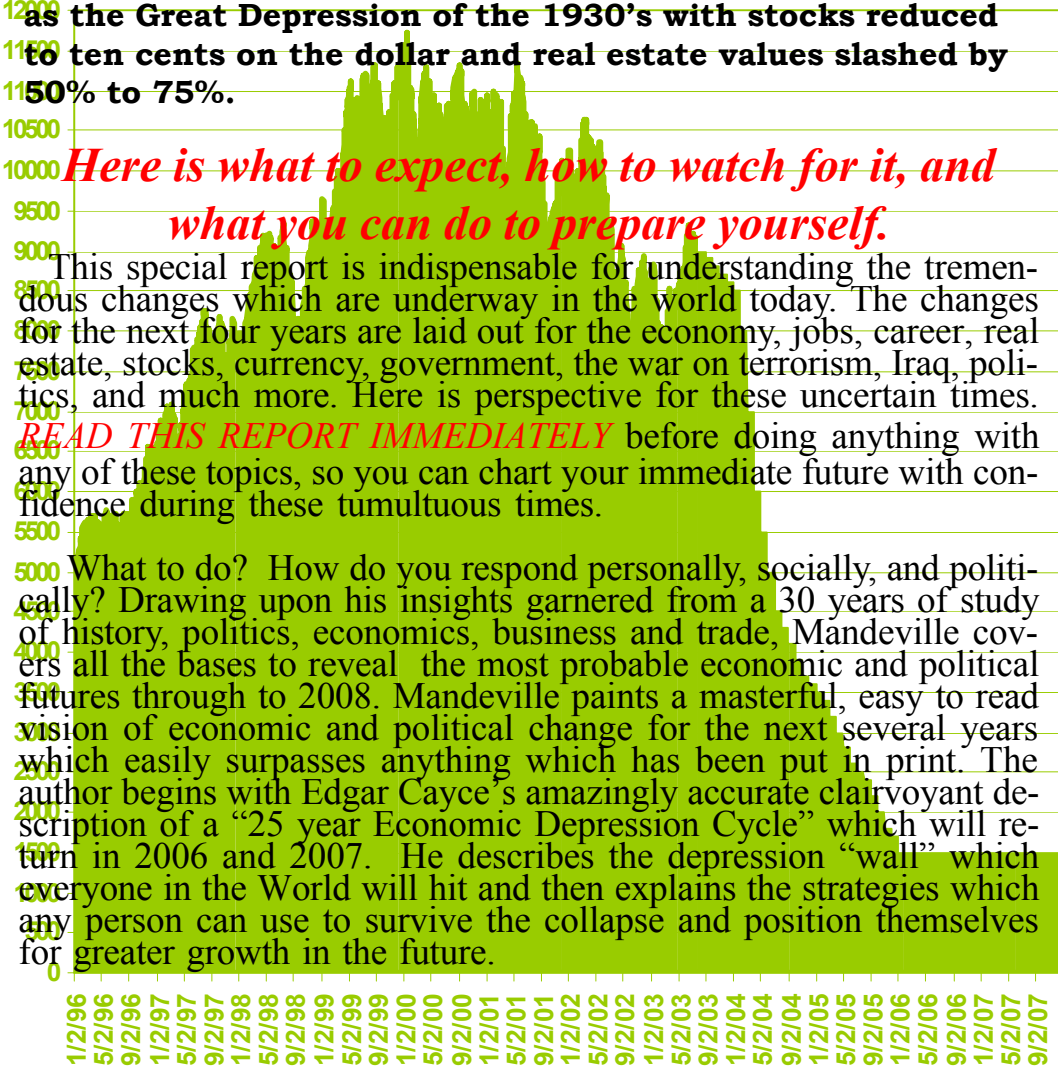 as the Great Depression of the 1930’s with stocks reduced
to ten cents on the dollar and real estate values slashed by
50% to 75%.
Here is what to expect, how to watch for it, and
what you can do to prepare yourself.
This special report is indispensable for understanding the tremen-
dous changes which are underway in the world today. The changes
for the next four years are laid out for the economy, jobs, career, real
estate, stocks, currency, government, the war on terrorism, Iraq, poli-
tics, and much more. Here is perspective for these uncertain times.
READ THIS REPORT IMMEDIATELY before doing anything with
any of these topics, so you can chart your immediate future with con-
fidence during these tumultuous times.
What to do? How do you respond personally, socially, and politi-
cally? Drawing upon his insights garnered from a 30 years of study
of history, politics, economics, business and trade, Mandeville cov-
ers all the bases to reveal the most probable economic and political
futures through to 2008. Mandeville paints a masterful, easy to read
vision of economic and political change for the next several years
which easily surpasses anything which has been put in print. The
author begins with Edgar Cayce’s amazingly accurate clairvoyant de-
scription of a “25 year Economic Depression Cycle” which will re-
turn in 2006 and 2007. He describes the depression “wall” which
everyone in the World will hit and then explains the strategies which
any person can use to survive the collapse and position themselves
for greater growth in the future.
12000
11500
11000
10500
10000
9500
9000
8500
8000
7500
7000
6500
6000
5500
5000
4500
4000
3500
3000
2500
2000
1500
1000
500
0
1/2/96
5/2/96
9/2/96
1/2/97
5/2/97
9/2/97
1/2/98
5/2/98
9/2/98
1/2/99
5/2/99
9/2/99
1/2/00
5/2/00
9/2/00
1/2/01
5/2/01
9/2/01
1/2/02
5/2/02
9/2/02
1/2/03
5/2/03
9/2/03
1/2/04
5/2/04
9/2/04
1/2/05
5/2/05
9/2/05
1/2/06
5/2/06
9/2/06
1/2/07
5/2/07
9/2/07